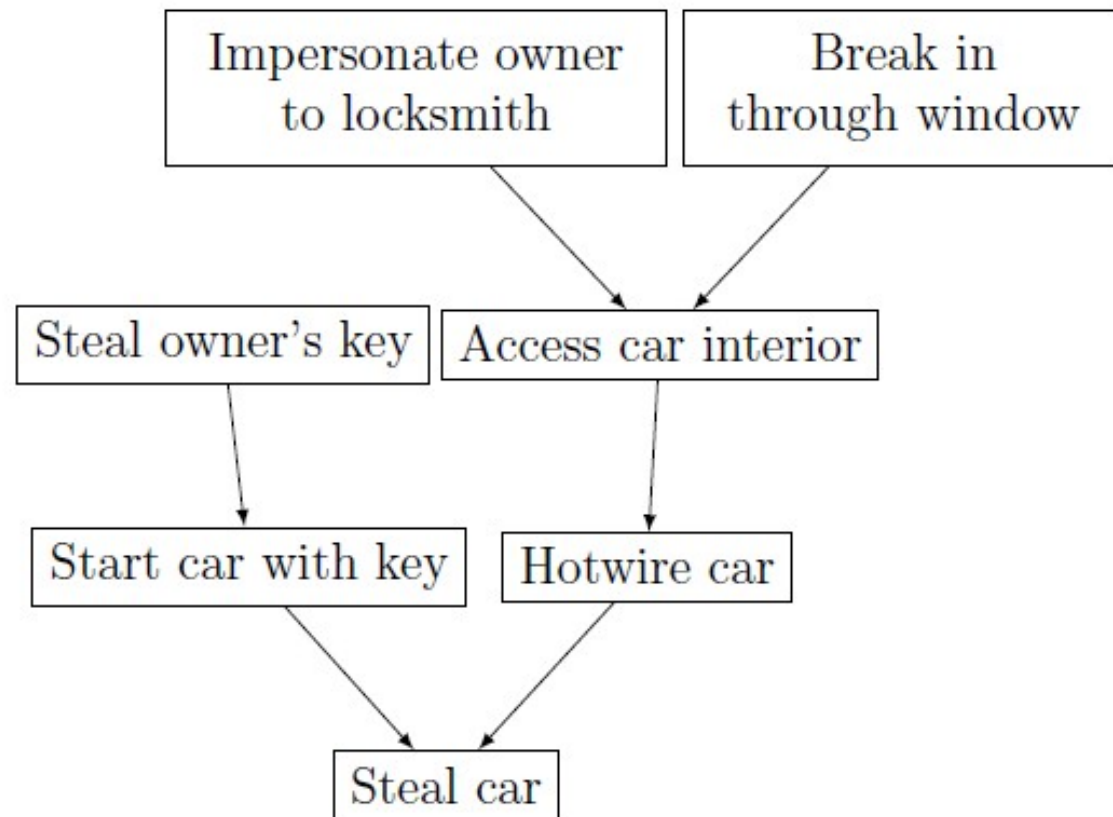 Impersonate owner
to locksmith
Break in
through window
Steal owner's key
Access car interior
Start car with key
Hotwire car
Steal car